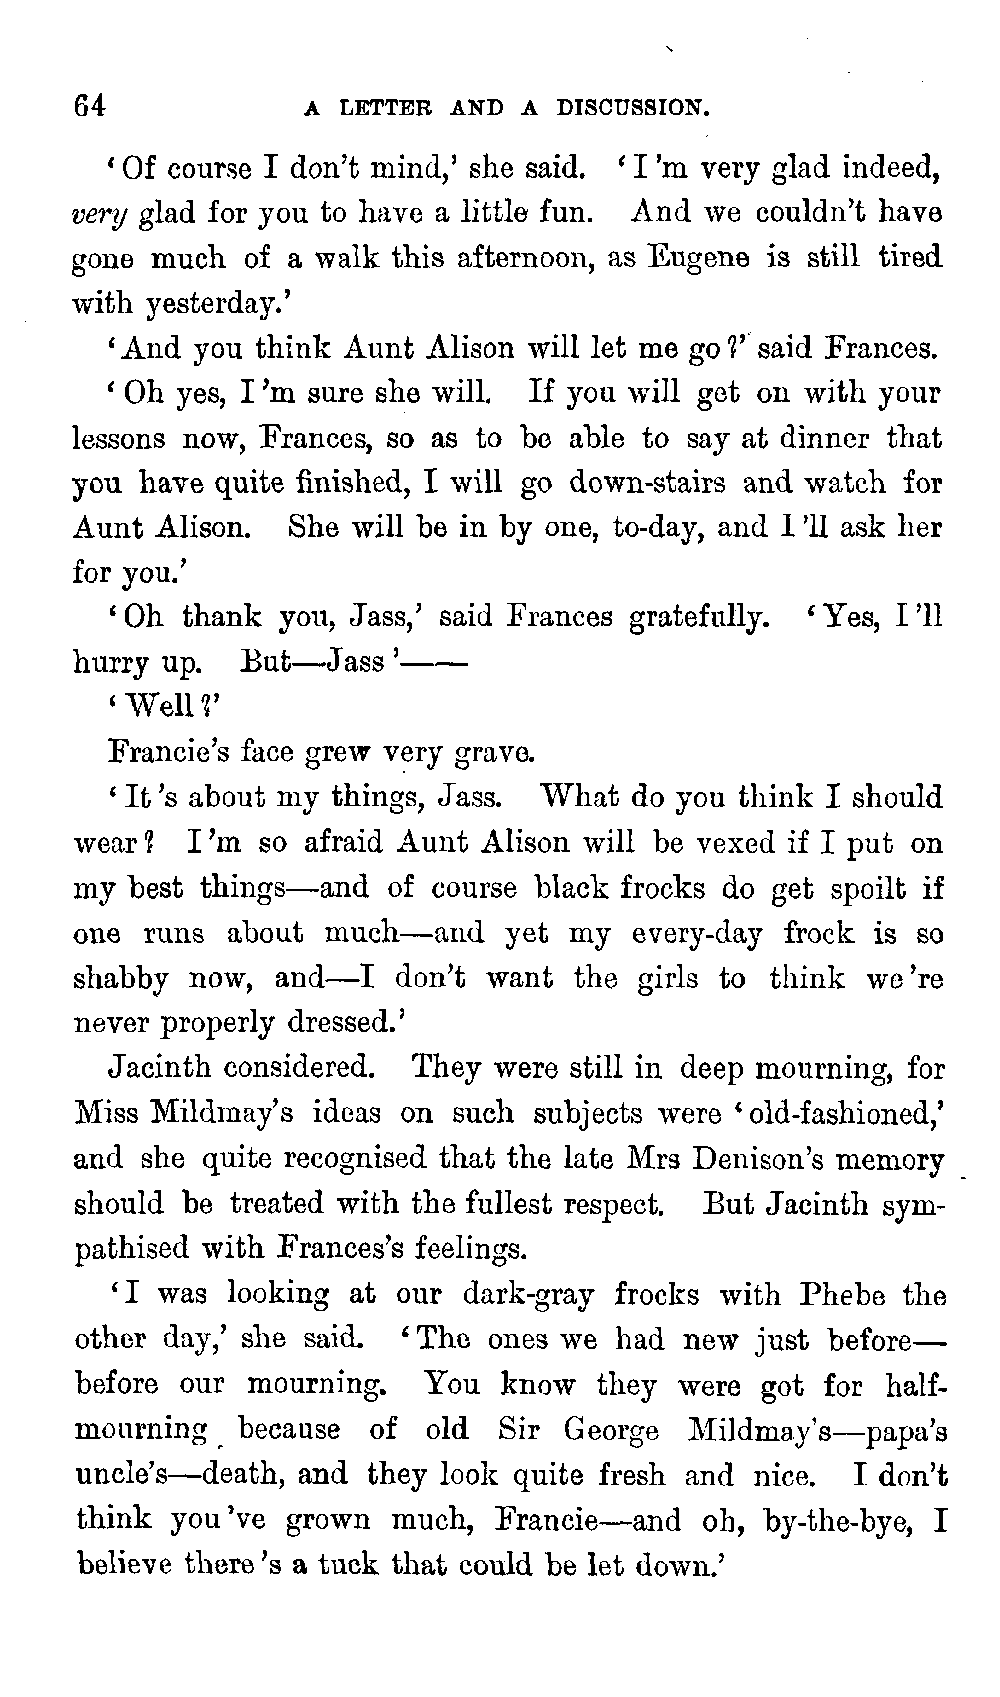 64 A LETTER AND A DISCUSSION.
‘Of course I don’t mind,’ she said. ‘I’m very glad indeed,
very glad for you to have a little fun. And we couldn’t have
gone much of a walk this afternoon, as Eugene is still tired
with yesterday.’
‘And you think Aunt Alison will let me go?’ said Frances.
‘Oh yes, I’m sure she will. If you will get on with your
lessons now, Frances, so as to be able to say at dinner that
you have quite finished, I will go down-stairs and watch for
Aunt Alison. She will be in by one, to-day, and I’ll ask her
for you.’
‘Oh thank you, Jass,’ said Frances gratefully. ‘Yes, I’ll
hurry up. But—Jass’——
‘Well?’
Francie’s face grew very grave.
‘It’s about my things, Jass. What do you think I should
wear? I’m so afraid Aunt Alison will be vexed if I put on
my best things—and of course black frocks do get spoilt if
one runs about much—and yet my every-day frock is so
shabby now, and—I don’t want the girls to think we’re
never properly dressed.’
Jacinth considered. They were still in deep mourning, for
Miss Mildmay’s ideas on such subjects were ‘old-fashioned,’
and she quite recognised that the late Mrs Denison’s memory
should be treated with the fullest respect. But Jacinth sym-
pathised with Frances’s feelings.
‘I was looking at our dark-gray frocks with Phebe the
other day,’ she said. ‘The ones we had new just before—
before our mourning. You know they were got for half-
mourning because of old Sir George Mildmay’s—papa’s
uncle’s—death, and they look quite fresh and nice. I don’t
think you’ve grown much, Francie—and oh, by-the-bye, I
believe there’s a tuck that could be let down.’